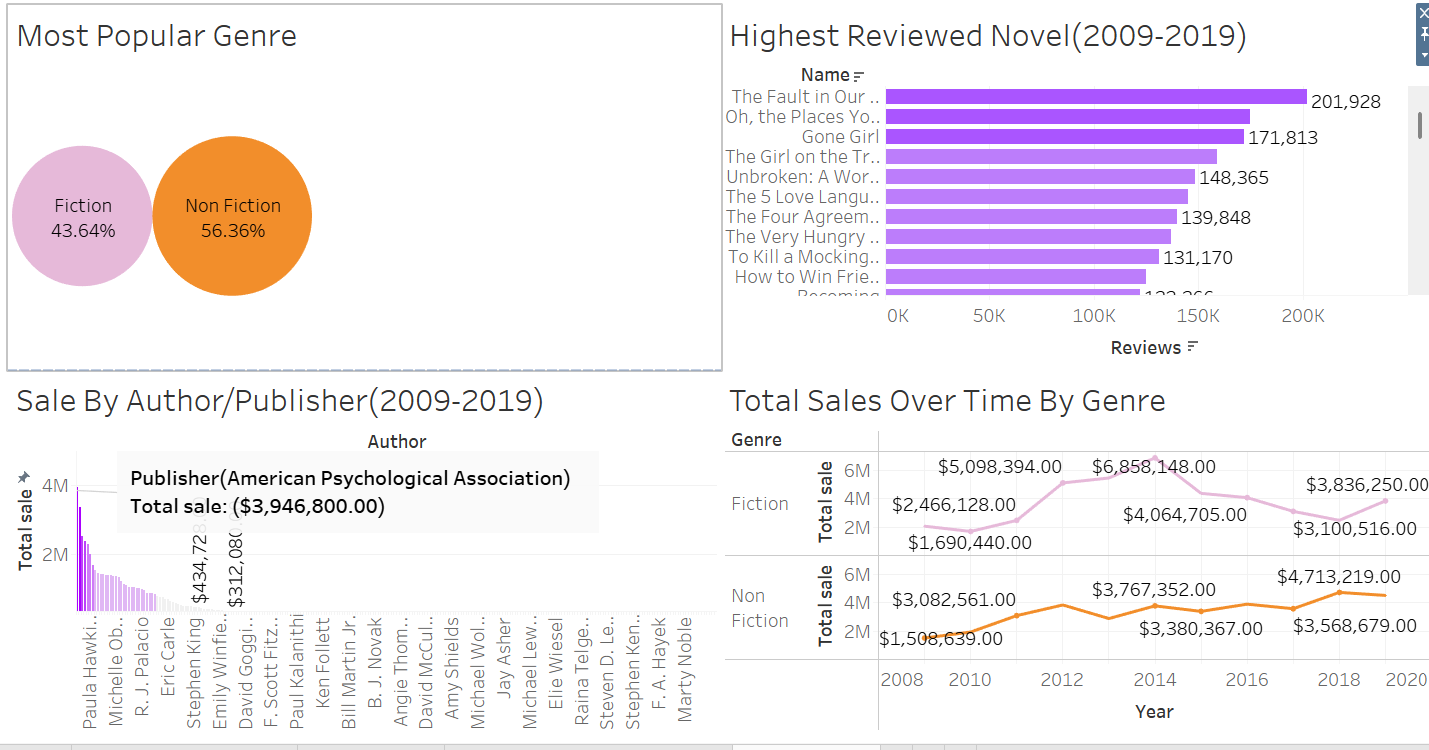 Most Popular Genre
Fiction
43.64%
Non Fiction
56.36%
Highest Reviewed Novel(2009-2019)
Name
The Fault in Our ..
201,928
Oh, the Places Yo..
Gone Girl
171,813
The Girl on the Tr..
Unbroken: A Wor..
148,365
The 5 Love Langu..
The Four Agreem..
139,848
The Very Hungry ..
To Kill a Mocking..
131,170
How to Win Frie..
Becoming
0K 50K 100K 150K 200K
Reviews
Sale By Author/Publisher(2009-2019)
Author
Publisher(American Psychological Association)
Total sale: ($3,946,800.00)
Total sale
4M
2M
$434,728.0
$312,080.0
Paula Hawki..
Michelle Ob..
R. J. Palacio
Eric Carle
Stephen King
Emily Winfie..
David Goggi..
F. Scott Fitz..
Paul Kalanithi
Ken Follett
Bill Martin Jr.
B. J. Novak
Angie Thom..
David McCul..
Amy Shields
Michael Wol..
Jay Asher
Michael Lew..
Elie Wiesel
Raina Telge..
Steven D. Le..
Stephen Ken..
F. A. Hayek
Marty Noble
Total Sales Over Time By Genre
Genre
Fiction
Total sale
6M
4M
2M
$5,098,394.00
$6,858,148.00
$3,836,250.00
$2,466,128.00
$4,064,705.00
$3,100,516.00
$1,690,440.00
Non
Fiction
Total sale
6M
4M
2M
$4,713,219.00
$3,767,352.00
$3,082,561.00
$3,380,367.00
$3,568,679.00
$1,508,639.00
2008 2010 2012 2014 2016 2018 2020
Year